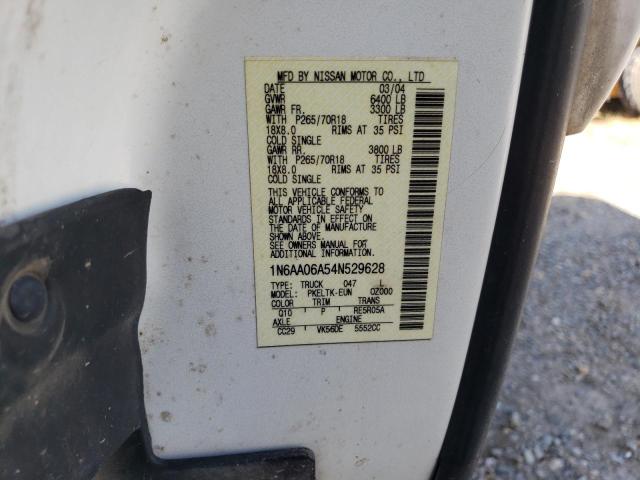 MFD BY NISSAN MOTOR CO., LTD
DATE 03/04
GVWR 6400 LB
GAWR FR. 3300 LB
WITH P265/70R18 TIRES
18X8.0 RIMS AT 35 PSI
COLD SINGLE
GAWR RR. 3800 LB
WITH P265/70R18 TIRES
18X8.0 RIMS AT 35 PSI
COLD SINGLE
THIS VEHICLE CONFORMS TO
ALL APPLICABLE FEDERAL
MOTOR VEHICLE SAFETY
STANDARDS IN EFFECT ON
THE DATE OF MANUFACTURE
SHOWN ABOVE.
SEE OWNERS MANUAL FOR
ADDITIONAL INFORMATION.
1N6AA06A54N529628
TYPE: TRUCK 047 L
MODEL: PKELTK-EUN OZ000
COLOR TRIM TRANS
Q10 P RE5R05A
AXLE ENGINE
CC29 VK56DE 5552CC